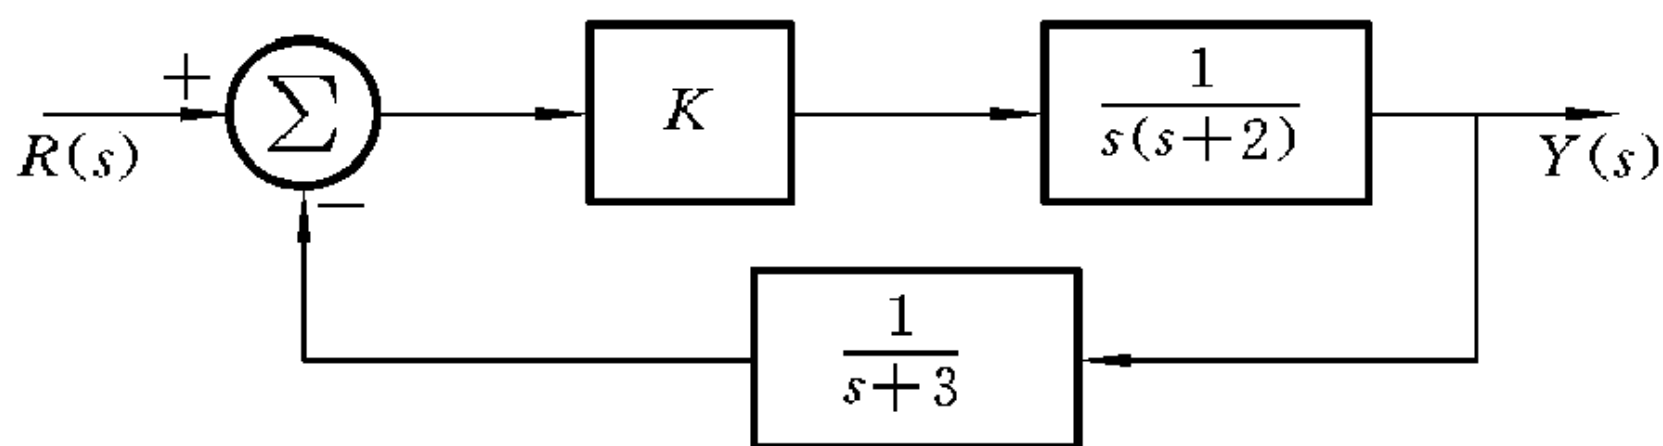 +
R(s)
Σ
−
K
1
s(s+2)
Y(s)
1
s+3